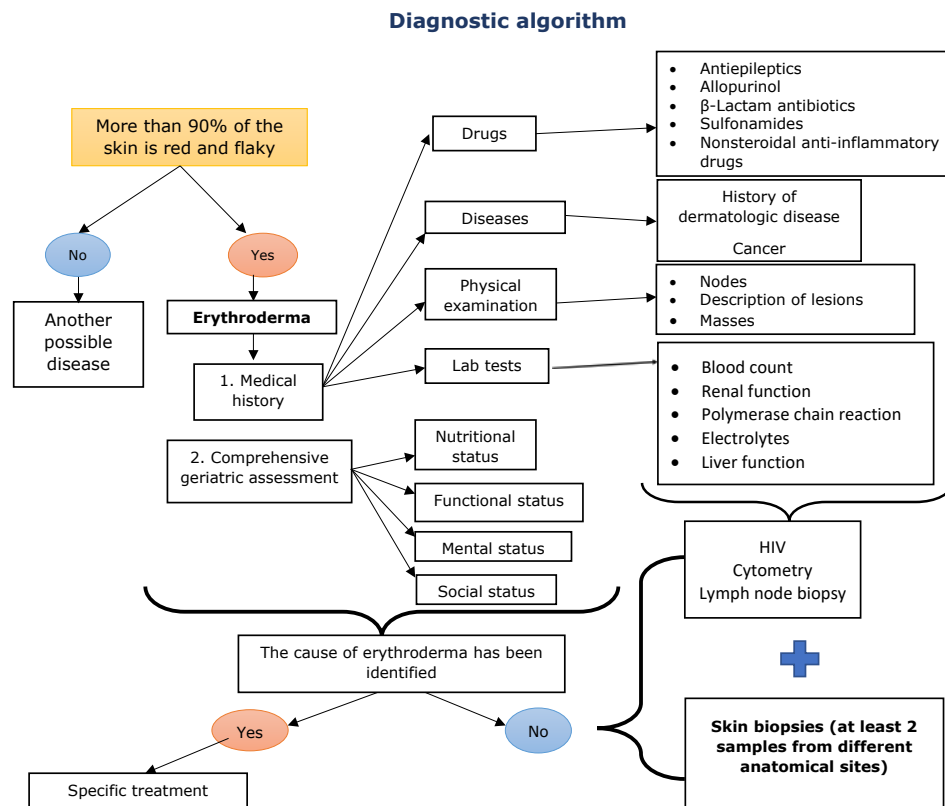 Diagnostic algorithm
More than 90% of the
skin is red and flaky
No
Yes
Another
possible
disease
Erythroderma
1. Medical
history
Drugs
• Antiepileptics
• Allopurinol
• β-Lactam antibiotics
• Sulfonamides
• Nonsteroidal anti-inflammatory
drugs
Diseases
History of
dermatologic disease
Cancer
Physical
examination
• Nodes
• Description of lesions
• Masses
Lab tests
• Blood count
• Renal function
• Polymerase chain reaction
• Electrolytes
• Liver function
2. Comprehensive
geriatric assessment
Nutritional
status
Functional status
Mental status
Social status
HIV
Cytometry
Lymph node biopsy
The cause of erythroderma has been
identified
Yes
No
Skin biopsies (at least 2
samples from different
anatomical sites)
Specific treatment